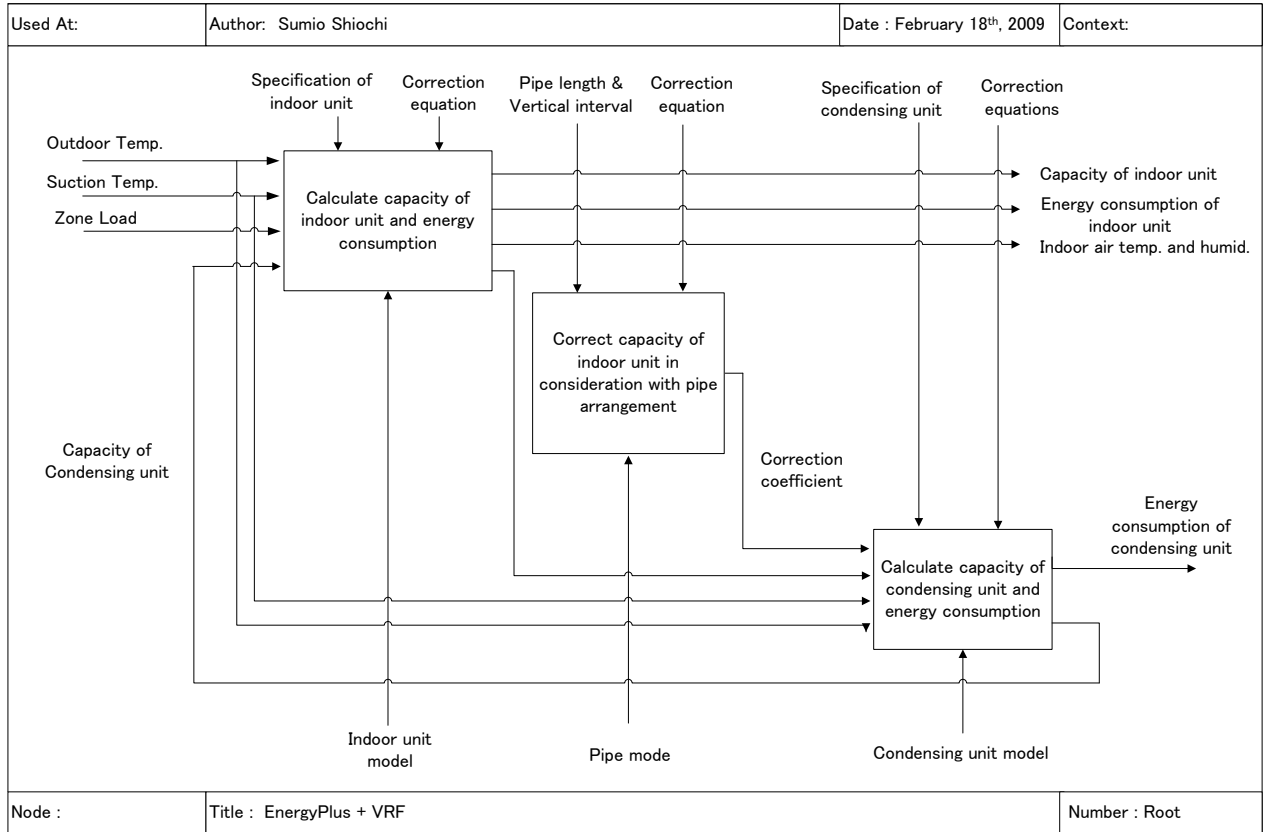 Used At:
Author: Sumio Shiochi
Date : February 18th, 2009
Context:
Specification of
indoor unit
Correction
equation
Pipe length &
Vertical interval
Correction
equation
Specification of
condensing unit
Correction
equations
Outdoor Temp.
Suction Temp.
Zone Load
Calculate capacity of
indoor unit and energy
consumption
Capacity of indoor unit
Energy consumption of
indoor unit
Indoor air temp. and humid.
Correct capacity of
indoor unit in
consideration with pipe
arrangement
Capacity of
Condensing unit
Correction
coefficient
Energy
consumption of
condensing unit
Calculate capacity of
condensing unit and
energy consumption
Indoor unit
model
Pipe mode
Condensing unit model
Node :
Title : EnergyPlus + VRF
Number : Root